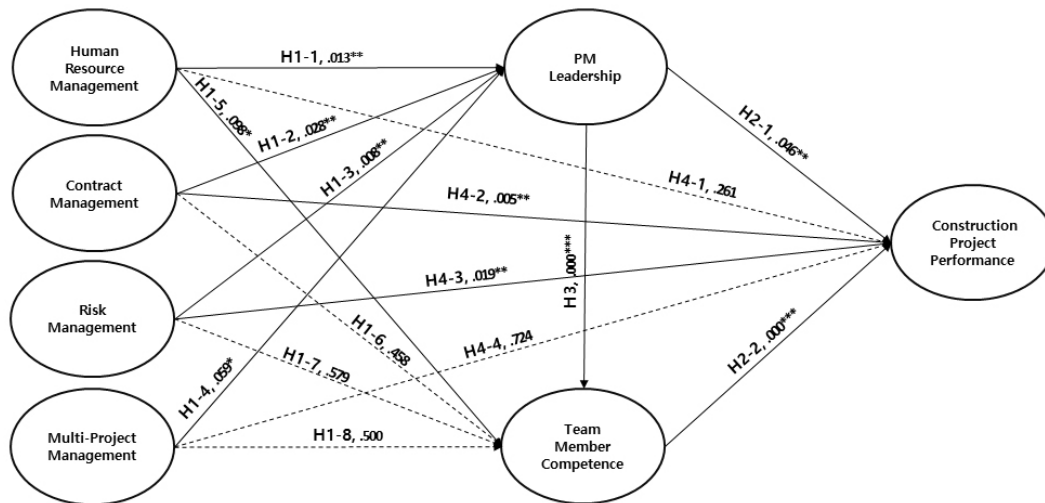 Human
Resource
Management
Contract
Management
Risk
Management
Multi-Project
Management
PM
Leadership
Team
Member
Competence
Construction
Project
Performance
H1-1, .013**
H1-5, .098*
H1-2, .028**
H1-3, .008**
H4-1, .261
H4-2, .005**
H2-1, .046**
H3, .000***
H4-3, .019**
H1-6, .458
H1-7, .579
H4-4, .724
H1-4, .059*
H1-8, .500
H2-2, .000***